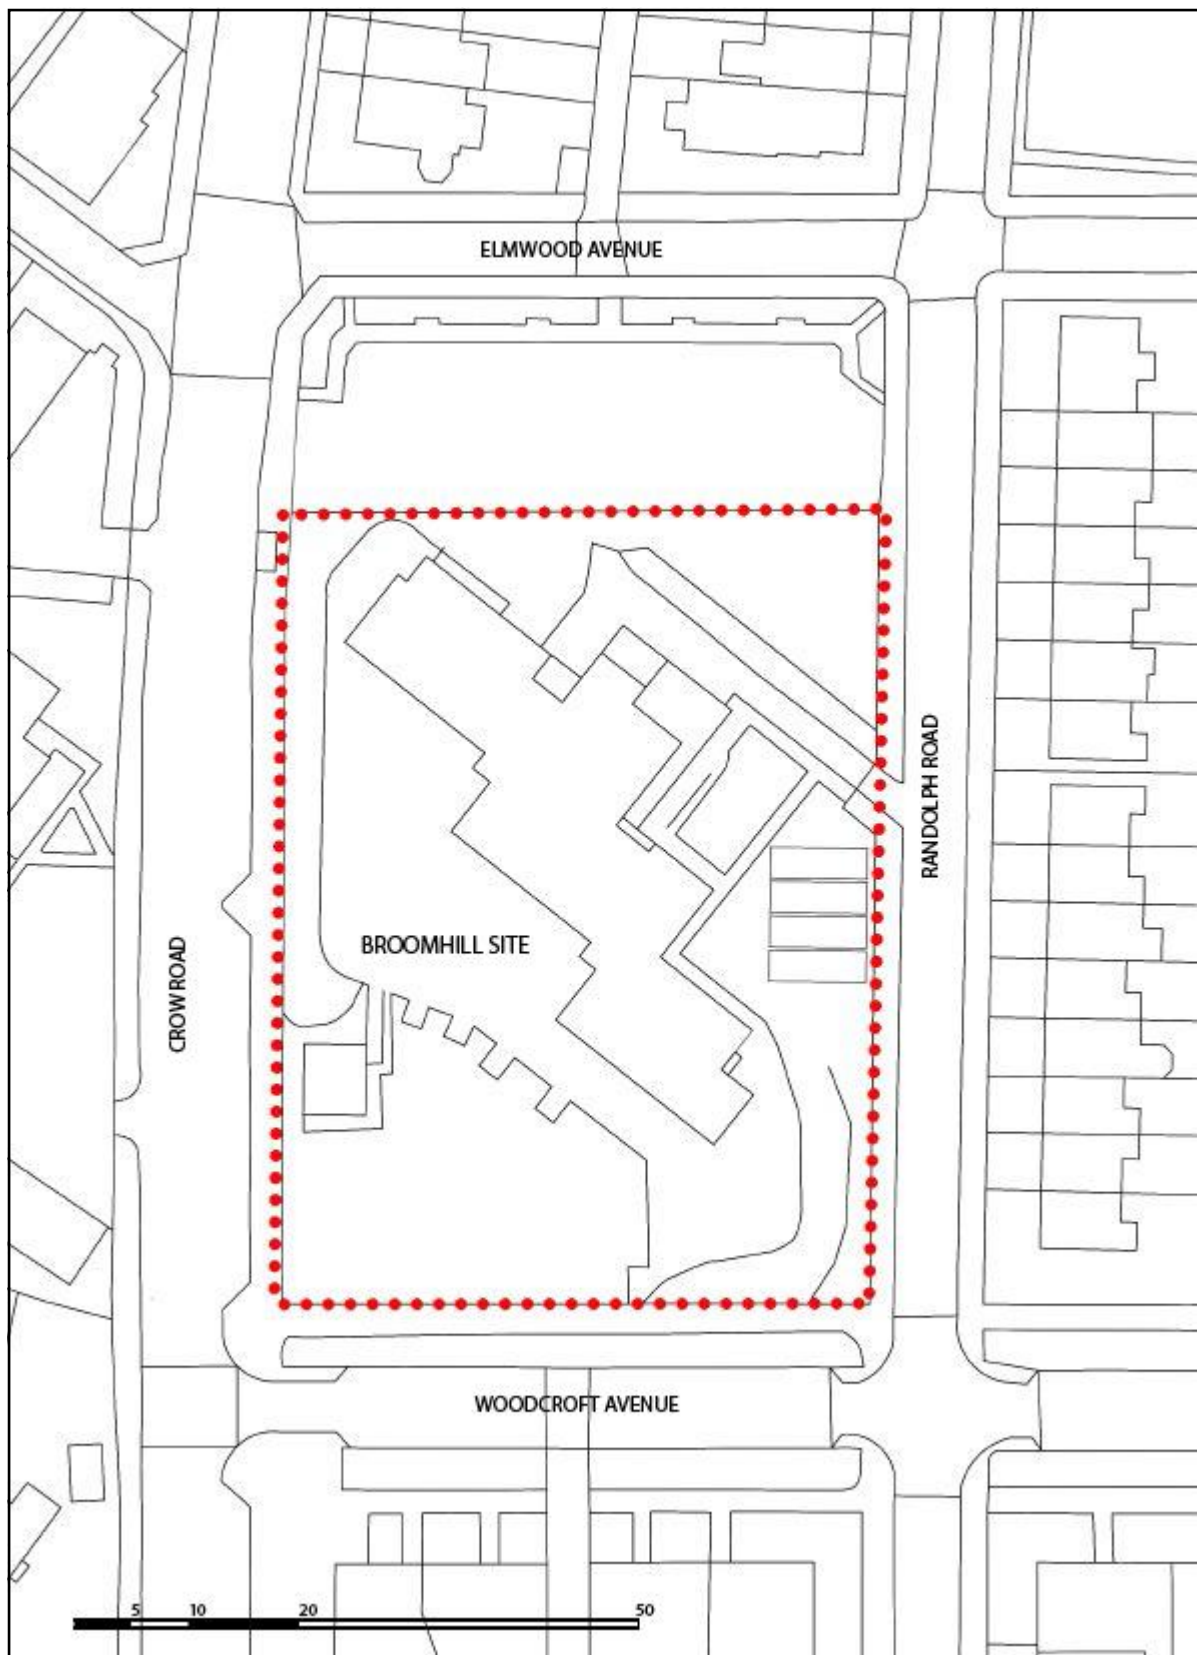 ELMWOOD AVENUE
RANDOLPH ROAD
BROOMHILL SITE
CROW ROAD
WOODCROFT AVENUE
5 10 20 50